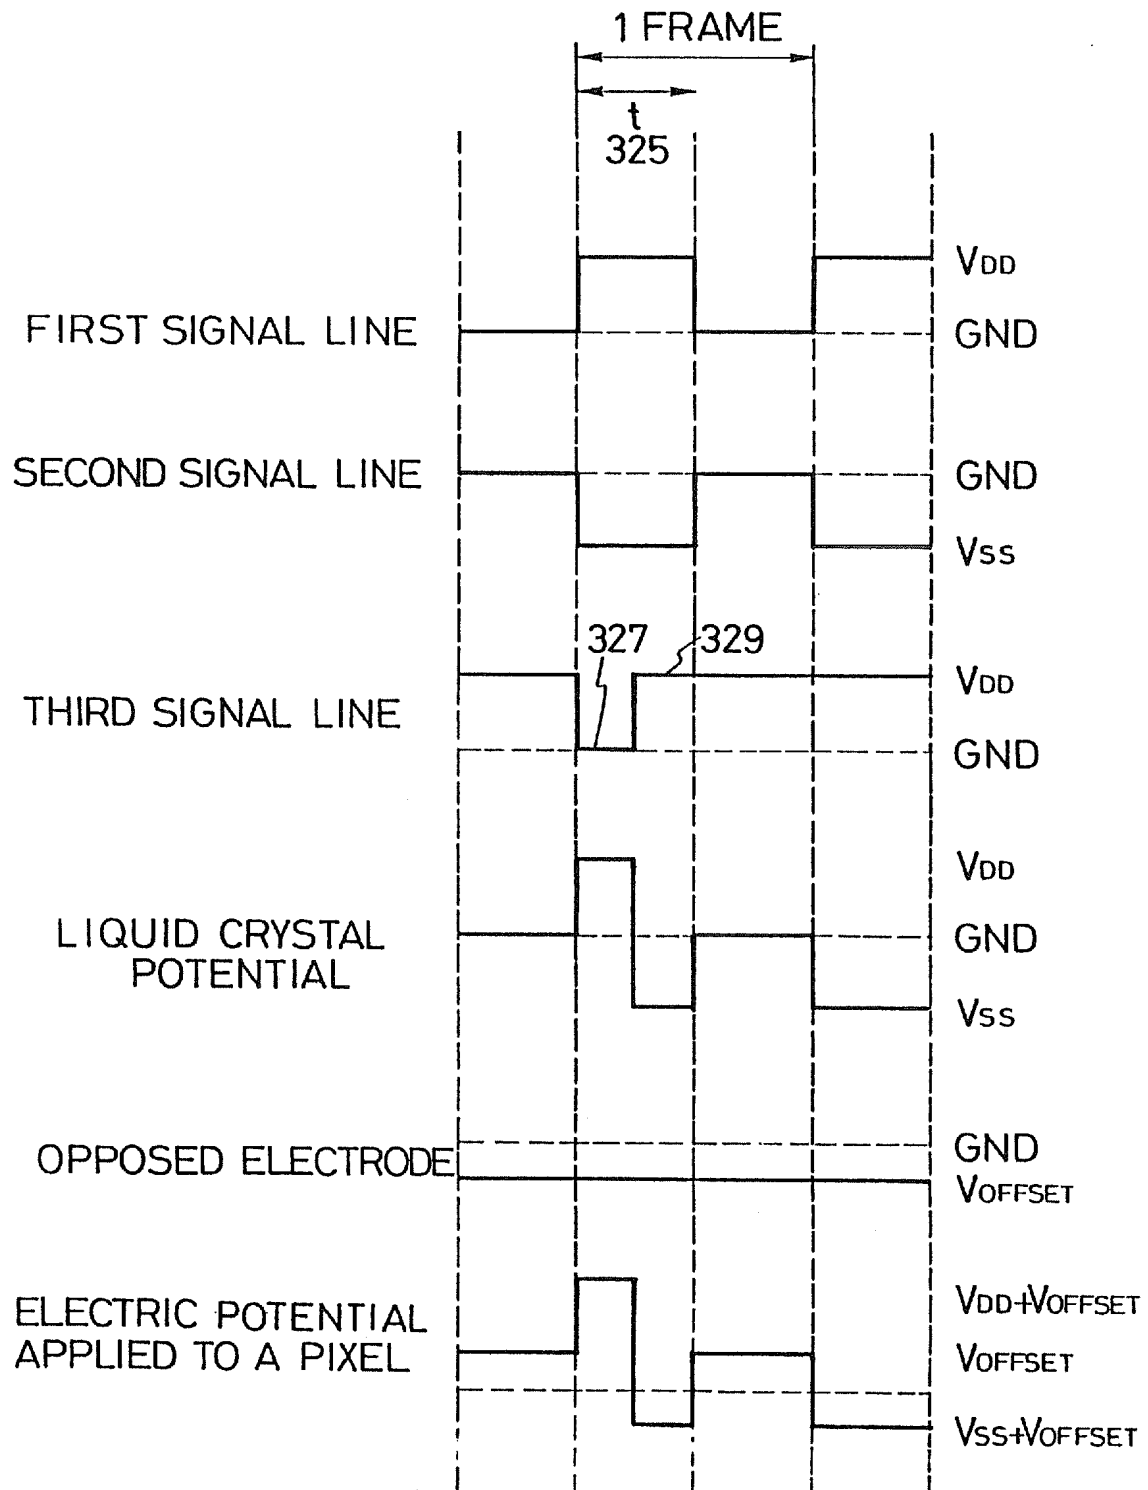 1 FRAME
t
325
VDD
FIRST SIGNAL LINE
GND
SECOND SIGNAL LINE
GND
VSS
327
329
VDD
THIRD SIGNAL LINE
GND
VDD
LIQUID CRYSTAL
POTENTIAL
GND
VSS
OPPOSED ELECTRODE
GND
VOFFSET
ELECTRIC POTENTIAL
APPLIED TO A PIXEL
VDD+VOFFSET
VOFFSET
VSS+VOFFSET